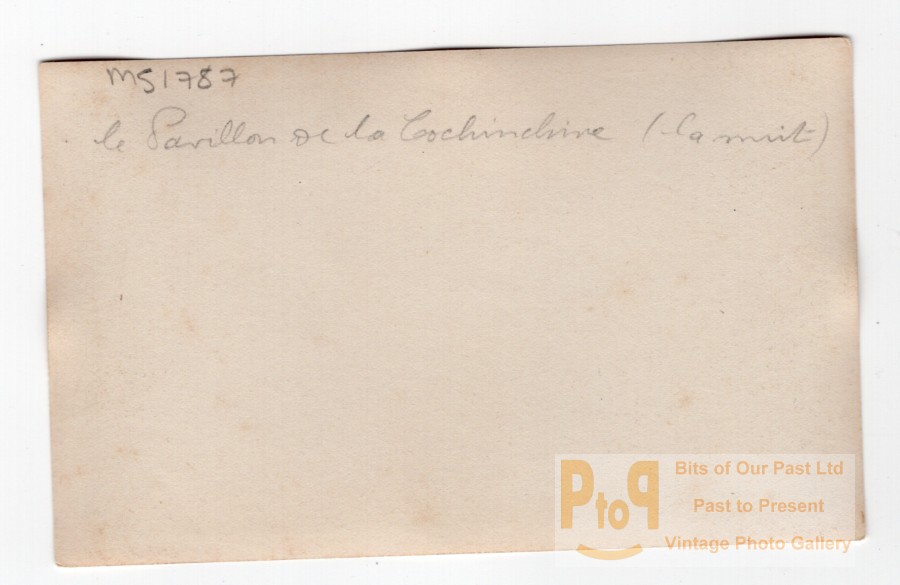 MS1787
le Pavillon de la Cochinchine (la nuit)
PtoP
Bits of Our Past Ltd
Past to Present
Vintage Photo Gallery